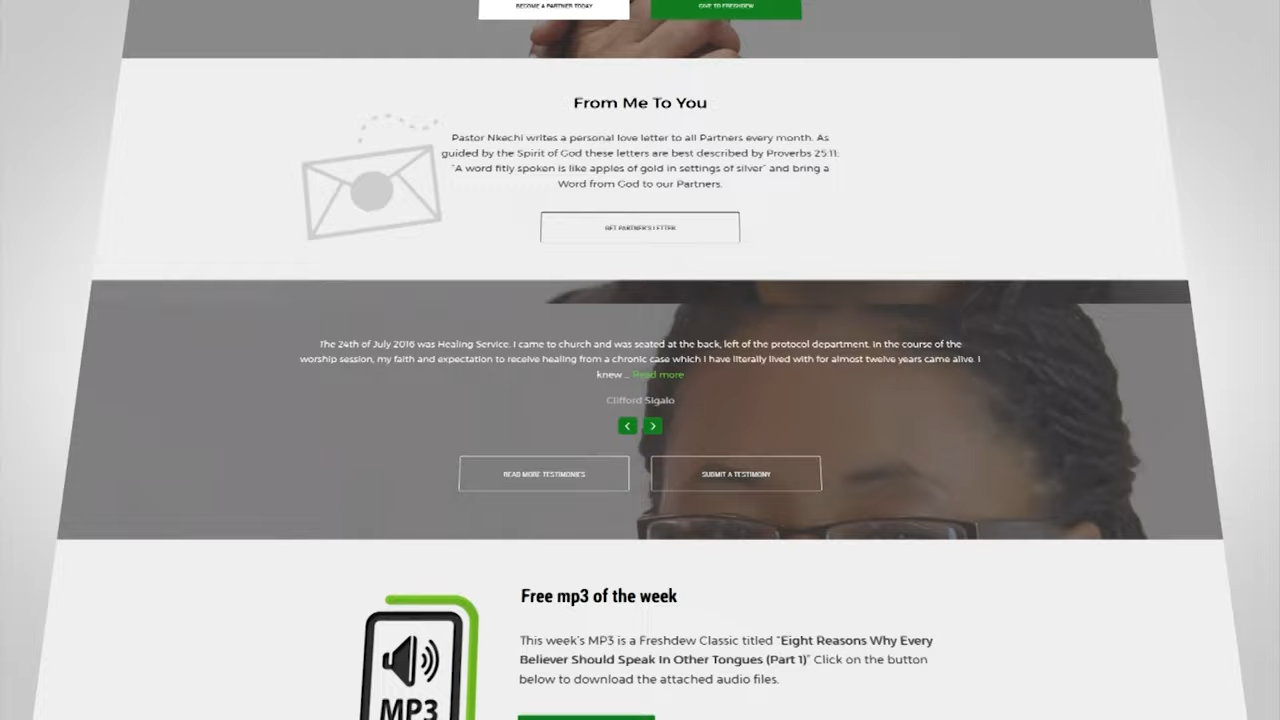 BECOME A PARTNER TODAY
GIVE TO FRESHDEW
From Me To You
Pastor Nkechi writes a personal love letter to all Partners every month. As
guided by the Spirit of God these letters are best described by Proverbs 25:11:
"A word fitly spoken is like apples of gold in settings of silver" and bring a
Word from God to our Partners.
GET PARTNER'S LETTER
The 24th of July 2016 was Healing Service. I came to church and was seated at the back, left of the protocol department. In the course of the
worship session, my faith and expectation to receive healing from a chronic case which I have literally lived with for almost twelve years came alive. I
knew ... Read more
Clifford Sigalo
READ MORE TESTIMONIES
SUBMIT A TESTIMONY
Free mp3 of the week
This week's MP3 is a Freshdew Classic titled "Eight Reasons Why Every
Believer Should Speak In Other Tongues (Part 1)" Click on the button
below to download the attached audio files.
MP3